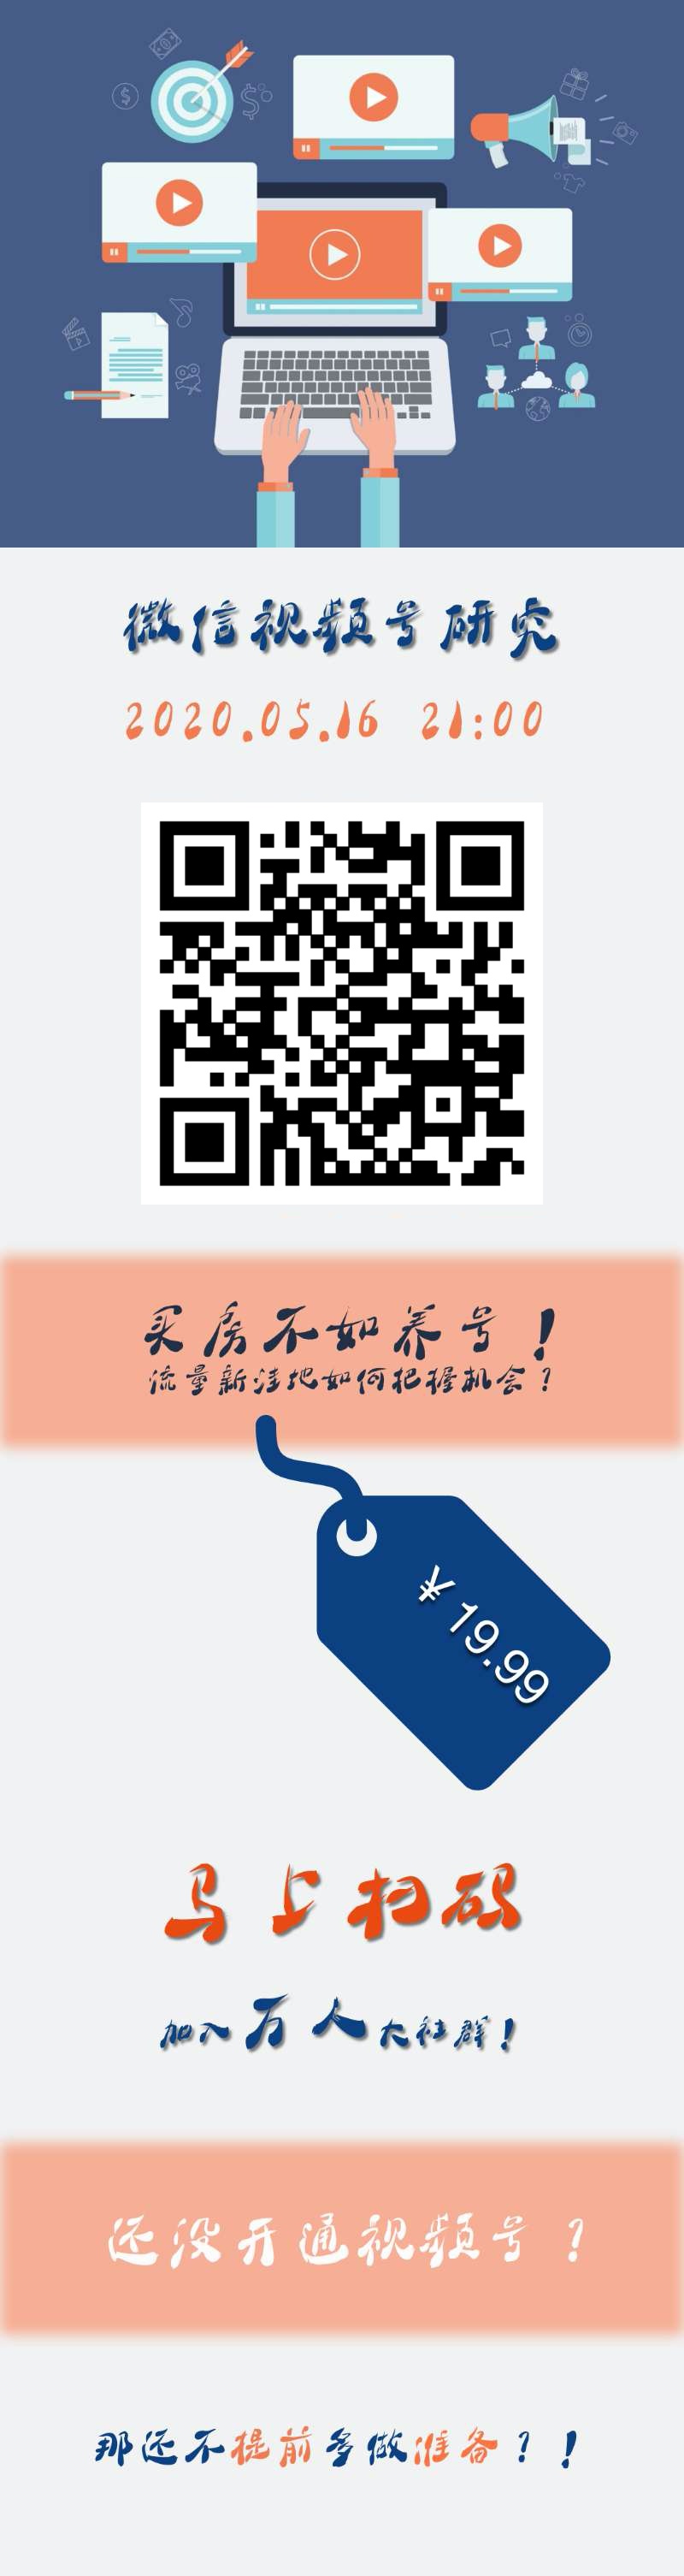 微信视频号研究
2020.05.16 21:00
买房不如养号！
流量新洼地如何把握机会？
￥19.99
马上扫码
加入万人大社群！
还没开通视频号？
那还不提前多做准备？！